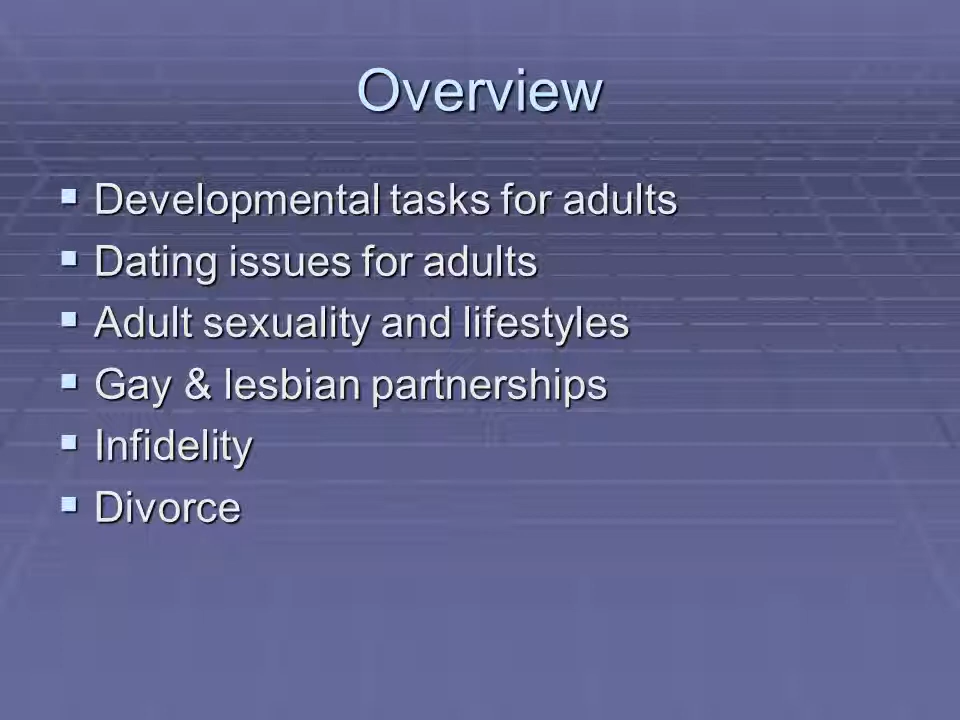 Overview
Developmental tasks for adults
Dating issues for adults
Adult sexuality and lifestyles
Gay & lesbian partnerships
Infidelity
Divorce